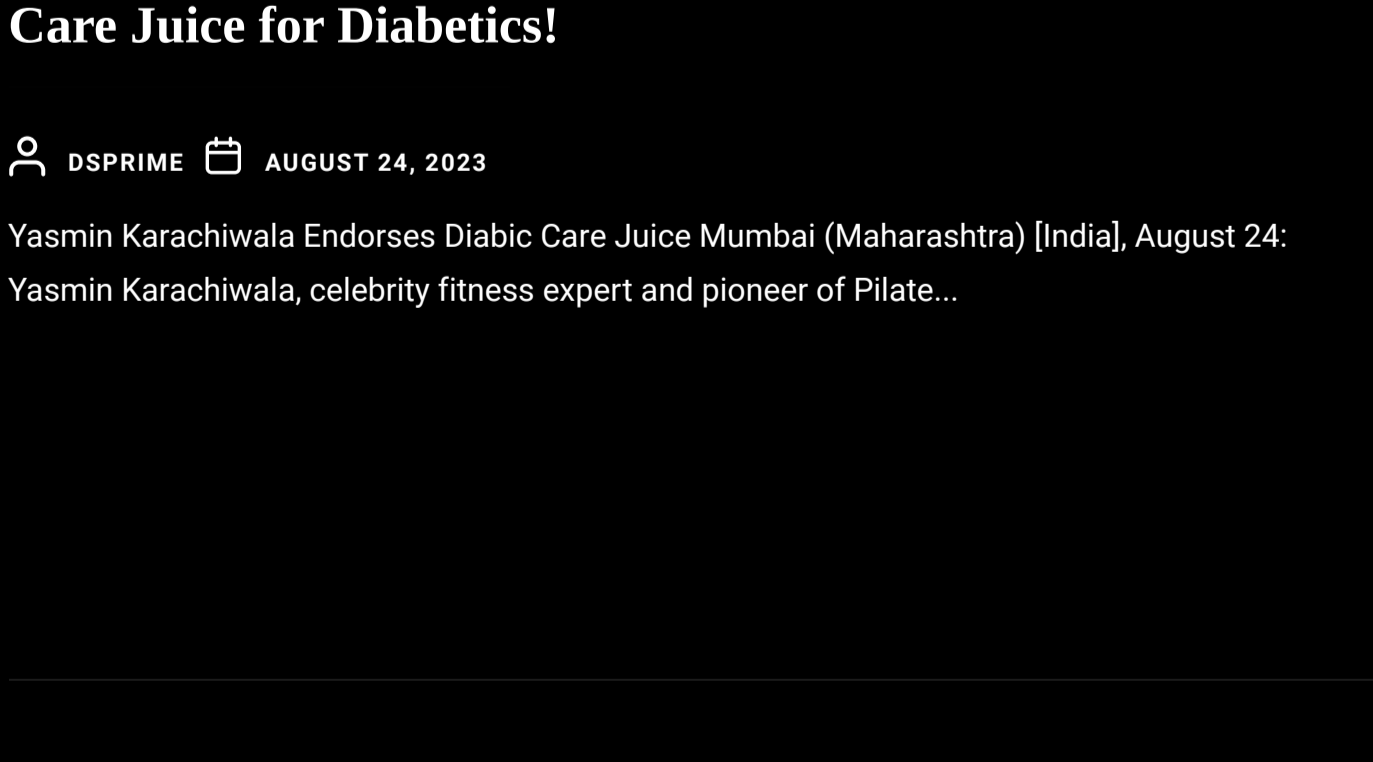 Care Juice for Diabetics!
DSPRIME AUGUST 24, 2023
Yasmin Karachiwala Endorses Diabic Care Juice Mumbai (Maharashtra) [India], August 24:
Yasmin Karachiwala, celebrity fitness expert and pioneer of Pilate...